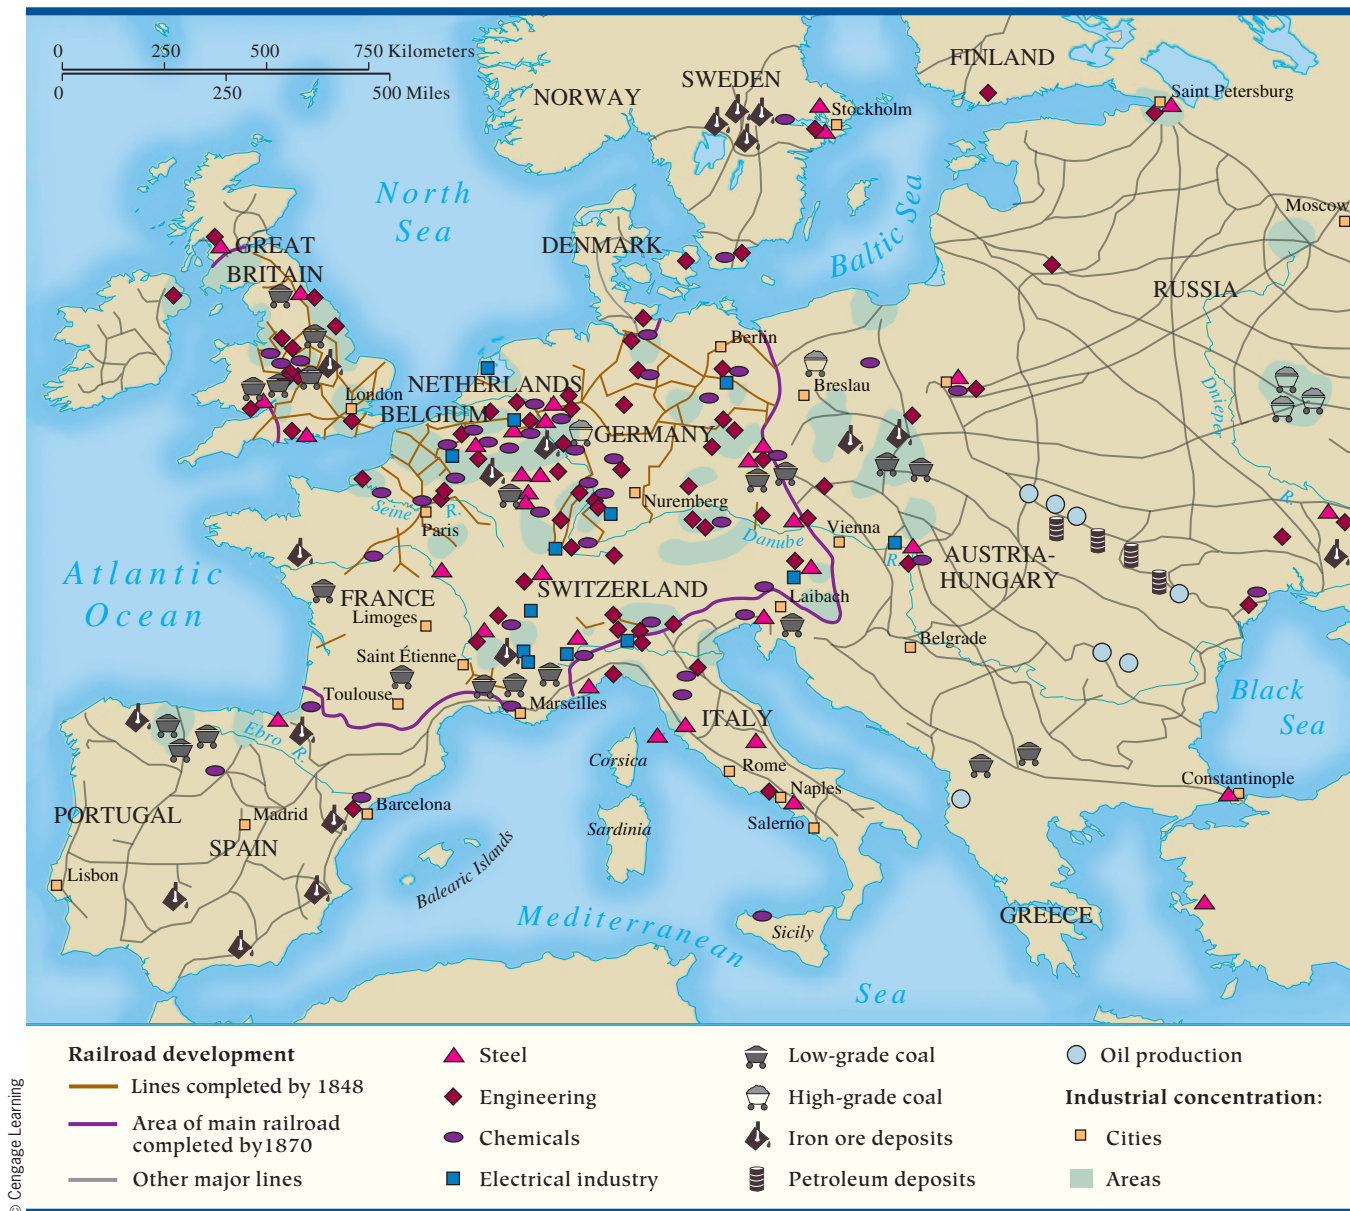 0 250 500 750 Kilometers
0 250 500 Miles
FINLAND
SWEDEN
NORWAY
Saint Petersburg
Stockholm
North
Sea
Baltic Sea
Moscow
GREAT
BRITAIN
DENMARK
RUSSIA
Berlin
NETHERLANDS
Breslau
London
BELGIUM
GERMANY
Dnieper
R.
Nuremberg
Seine R.
Paris
Vienna
Danube
R.
AUSTRIA-
HUNGARY
Atlantic
Ocean
SWITZERLAND
FRANCE
Laibach
Limoges
Belgrade
Saint Étienne
Toulouse
Marseilles
Black
Sea
ITALY
Ebro R.
Corsica
Rome
Constantinople
Naples
PORTUGAL
Madrid
Barcelona
Sardinia
Salerno
SPAIN
Balearic Islands
Lisbon
Mediterranean
Sea
GREECE
Sicily
Railroad development
Lines completed by 1848
Area of main railroad
completed by1870
Other major lines
Steel
Engineering
Chemicals
Electrical industry
Low-grade coal
High-grade coal
Iron ore deposits
Petroleum deposits
Oil production
Industrial concentration:
Cities
Areas
© Cengage Learning